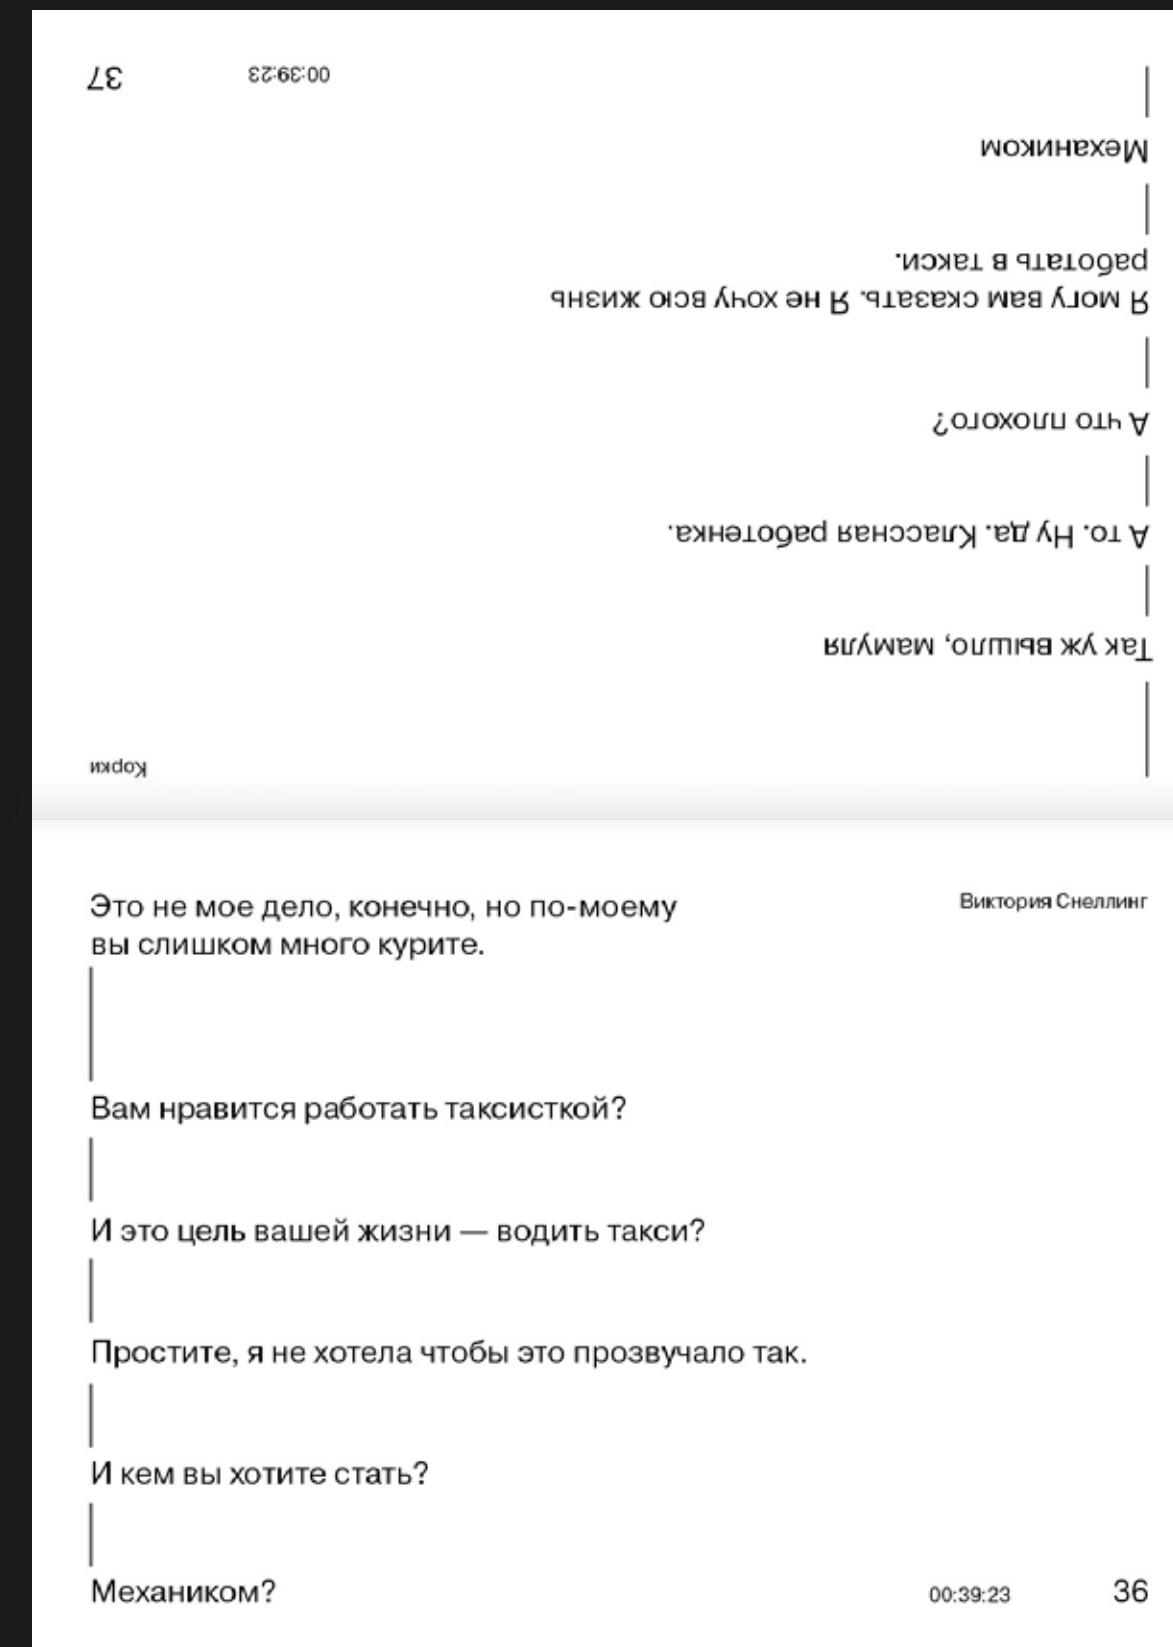 Корки
Так уж вышло, мамуля
А то. Ну да. Классная работенка.
А что плохого?
Я могу вам сказать. Я не хочу всю жизнь
работать в такси.
Механиком
00:39:23
37
Это не мое дело, конечно, но по-моему
вы слишком много курите.
Виктория Снеллинг
Вам нравится работать таксисткой?
И это цель вашей жизни — водить такси?
Простите, я не хотела чтобы это прозвучало так.
И кем вы хотите стать?
Механиком?
00:39:23
36